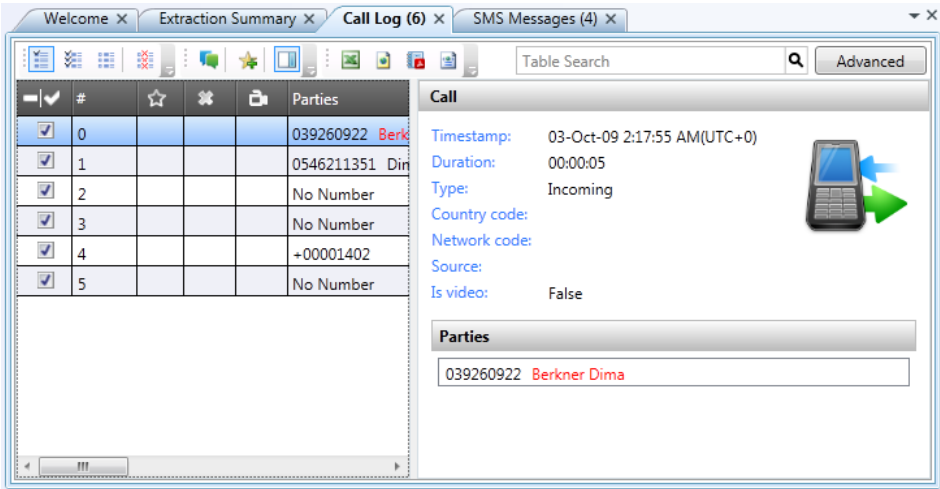 Welcome × Extraction Summary × Call Log (6) × SMS Messages (4) ×
Table Search Advanced
# Parties
0 039260922 Berk
1 0546211351 Din
2 No Number
3 No Number
4 +00001402
5 No Number
Call
Timestamp: 03-Oct-09 2:17:55 AM(UTC+0)
Duration: 00:00:05
Type: Incoming
Country code:
Network code:
Source:
Is video: False
Parties
039260922 Berkner Dima